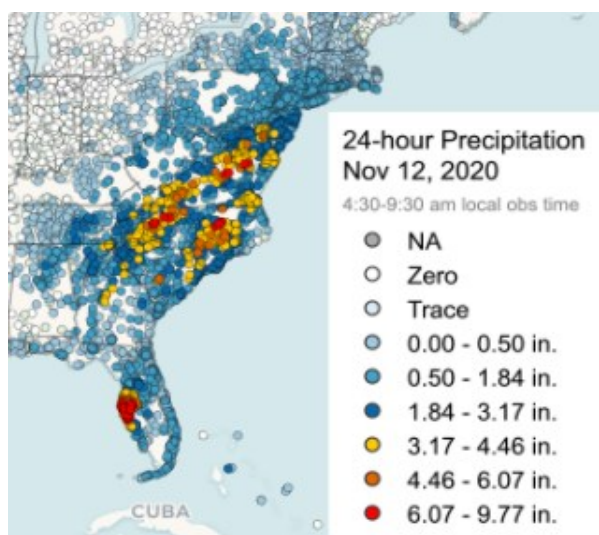 24-hour Precipitation
Nov 12, 2020
4:30-9:30 am local obs time
NA
Zero
Trace
0.00 - 0.50 in.
0.50 - 1.84 in.
1.84 - 3.17 in.
3.17 - 4.46 in.
4.46 - 6.07 in.
6.07 - 9.77 in.
CUBA